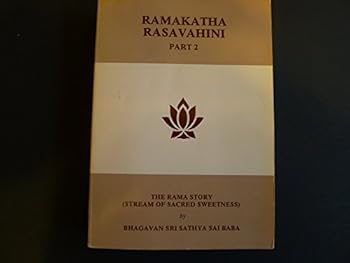 RAMAKATHA
RASAVAHINI
PART 2
THE RAMA STORY
(STREAM OF SACRED SWEETNESS)
by
BHAGAVAN SRI SATHYA SAI BABA